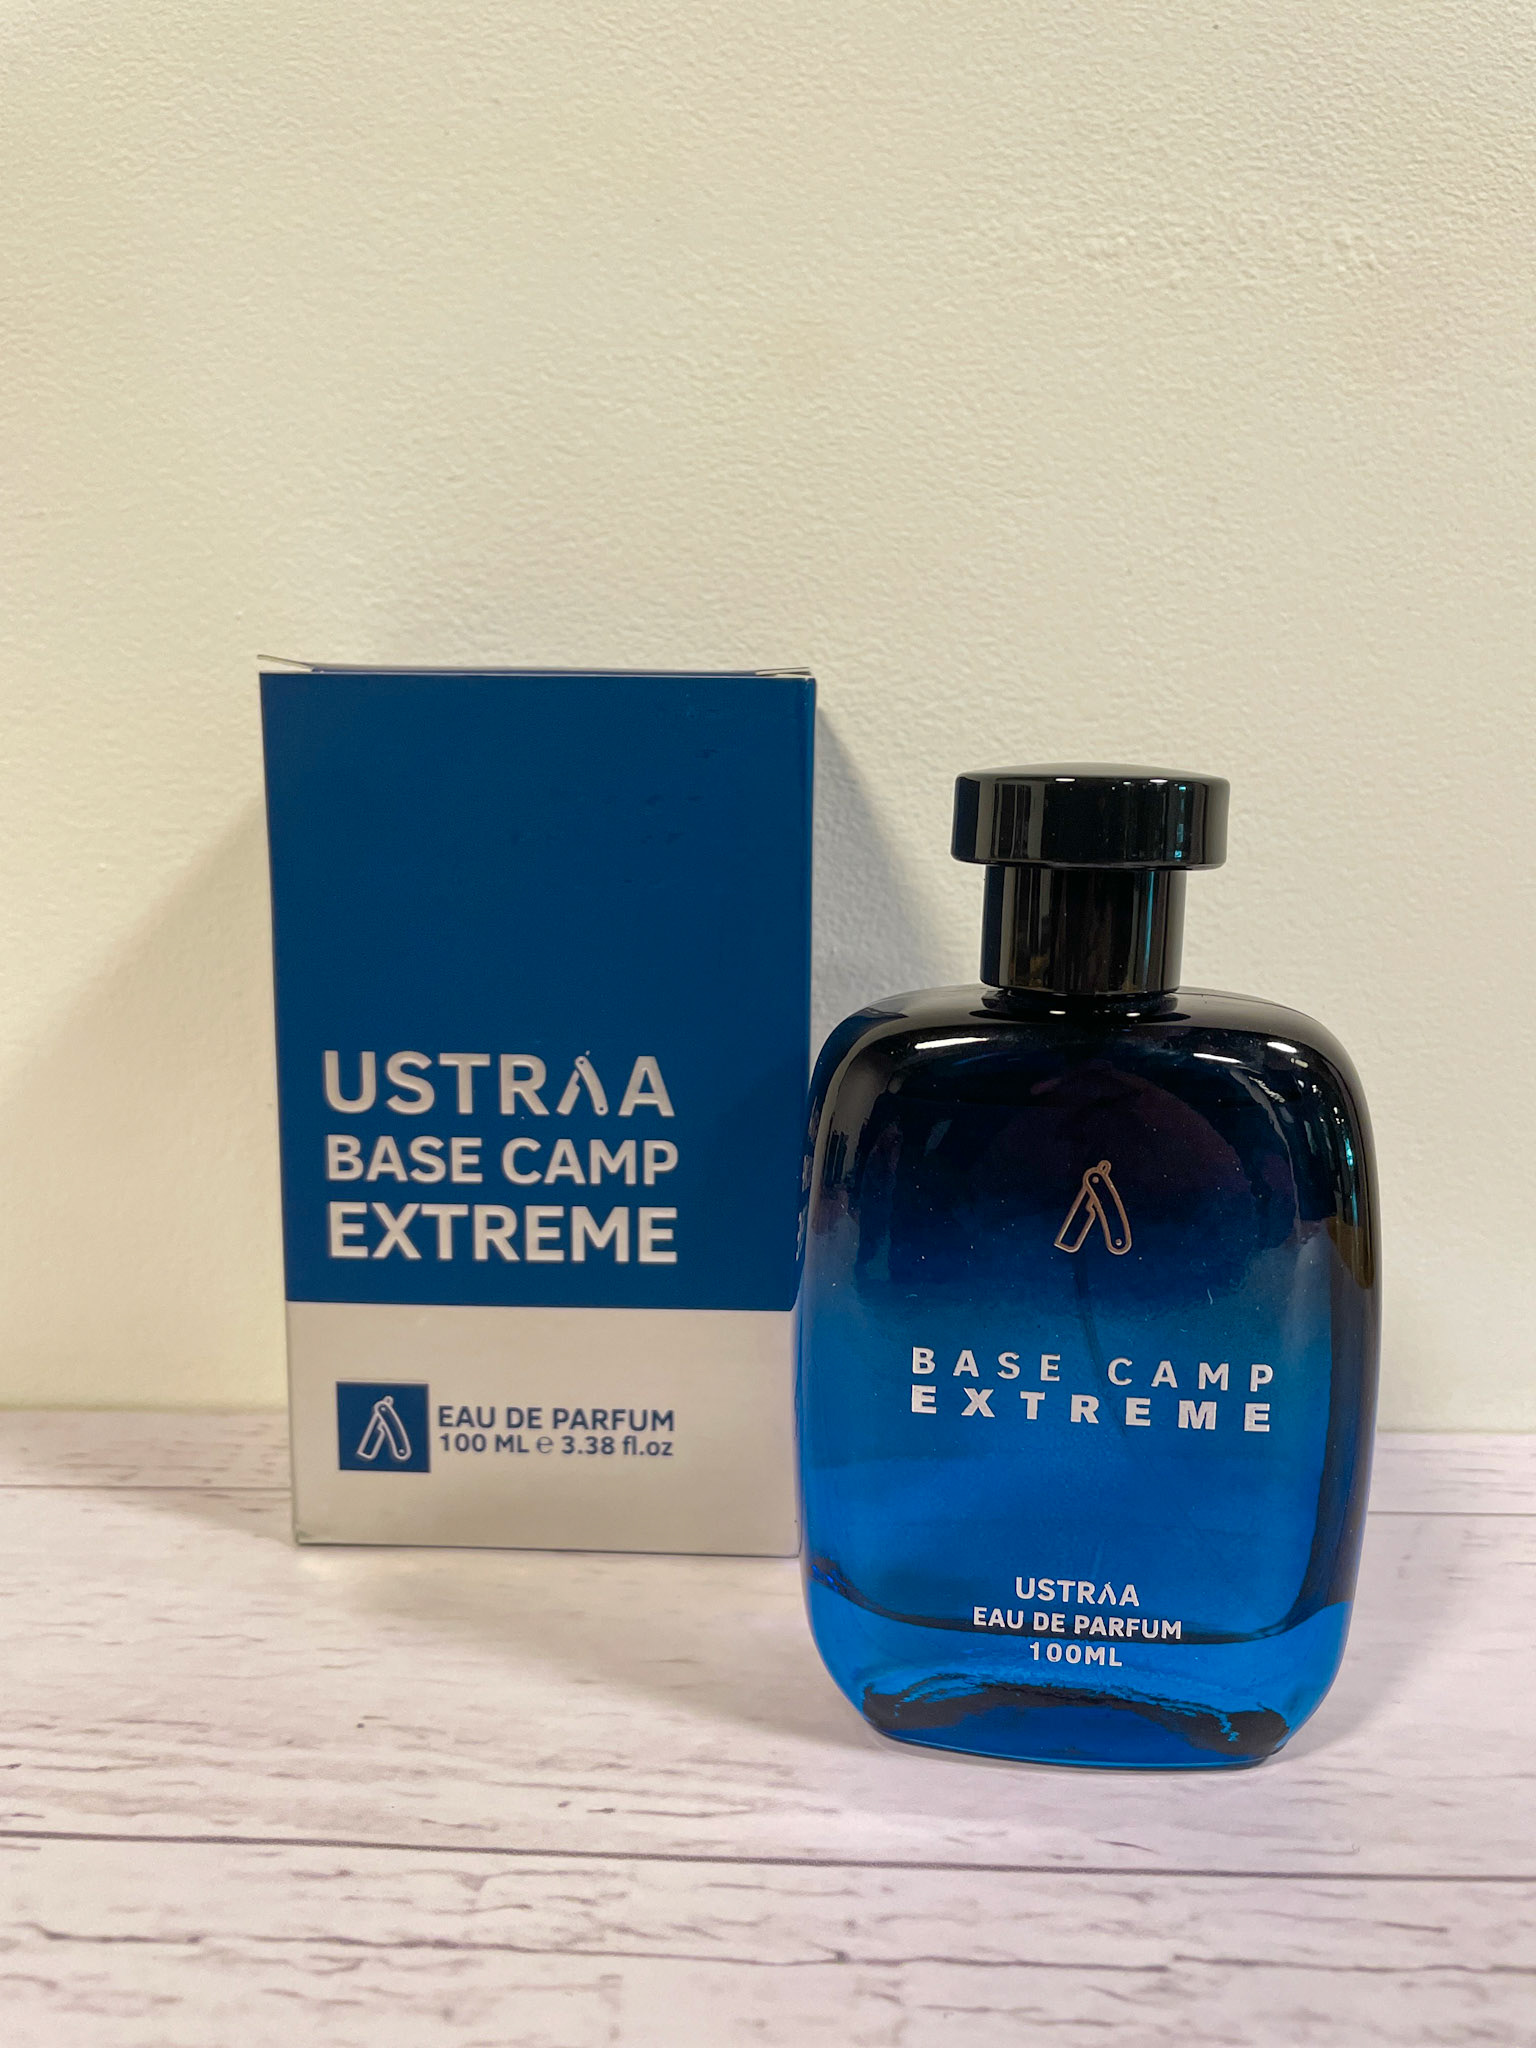 USTRAA
BASE CAMP
EXTREME
EAU DE PARFUM
100 ML ℮ 3.38 fl.oz
BASE CAMP
EXTREME
USTRAA
EAU DE PARFUM
100ML